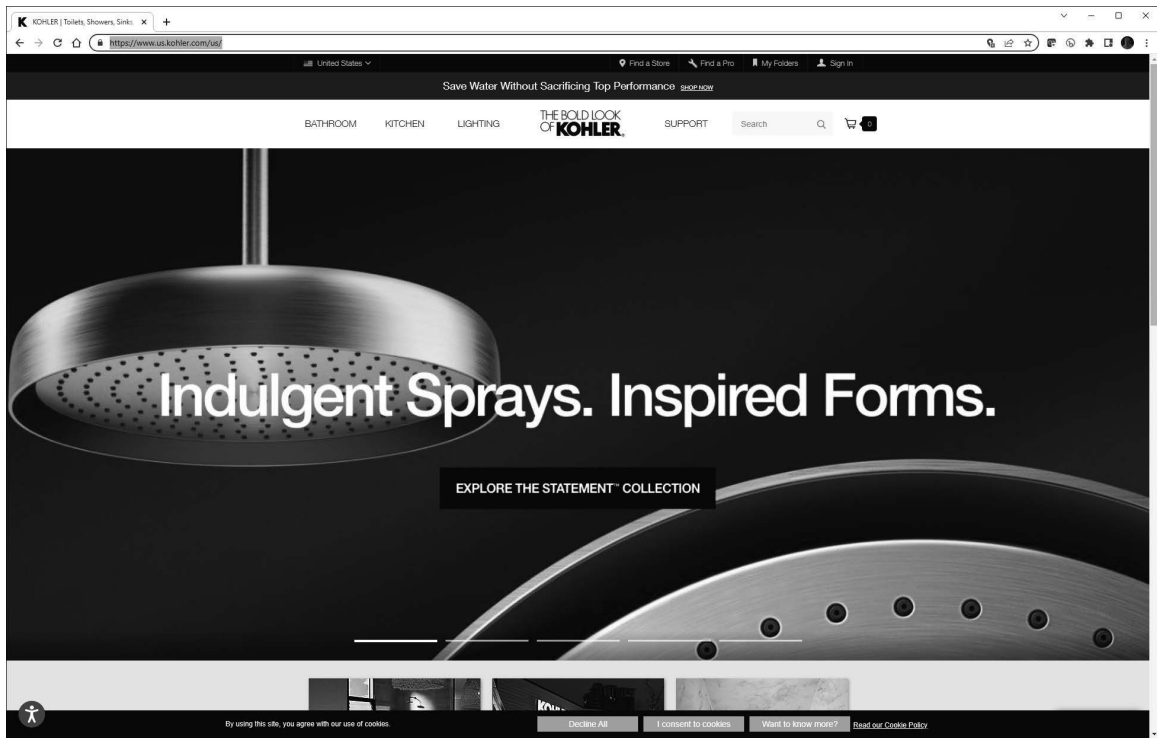 KOHLER | Toilets, Showers, Sinks
https://www.us.kohler.com/us/
United States
Find a Store
Find a Pro
My Folders
Sign In
Save Water Without Sacrificing Top Performance SHOP NOW
BATHROOM
KITCHEN
LIGHTING
THE BOLD LOOK
OF KOHLER®
SUPPORT
Search
0
Indulgent Sprays. Inspired Forms.
EXPLORE THE STATEMENT™ COLLECTION
By using this site, you agree with our use of cookies.
Decline All
I consent to cookies
Want to know more?
Read our Cookie Policy